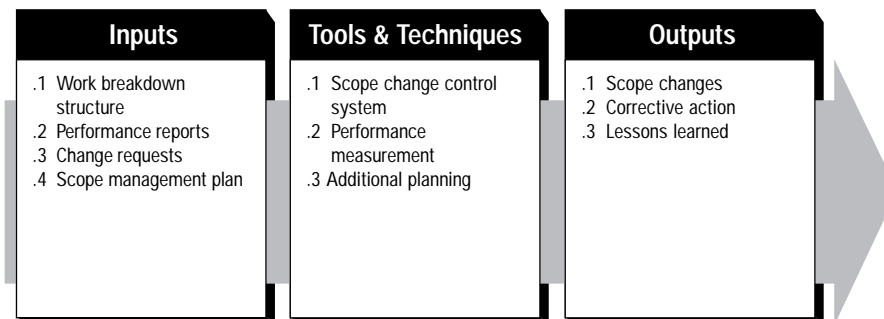 Inputs
.1 Work breakdown
structure
.2 Performance reports
.3 Change requests
.4 Scope management plan
Tools & Techniques
.1 Scope change control
system
.2 Performance
measurement
.3 Additional planning
Outputs
.1 Scope changes
.2 Corrective action
.3 Lessons learned